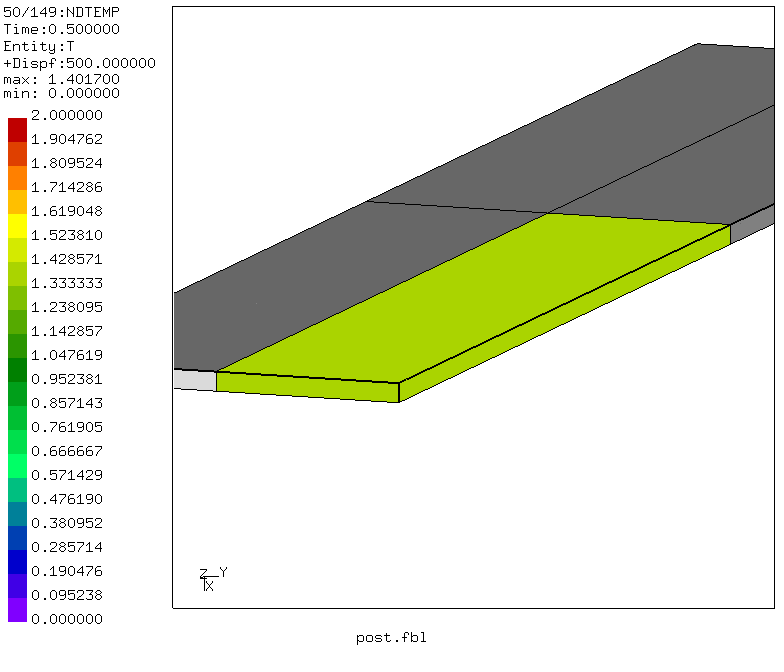 50/149:NDTEMP
Time:0.500000
Entity:T
+Dispf:500.000000
max: 1.401700
min: 0.000000
2.000000
1.904762
1.809524
1.714286
1.619048
1.523810
1.428571
1.333333
1.238095
1.142857
1.047619
0.952381
0.857143
0.761905
0.666667
0.571429
0.476190
0.380952
0.285714
0.190476
0.095238
0.000000
Z Y
X
post.fbl